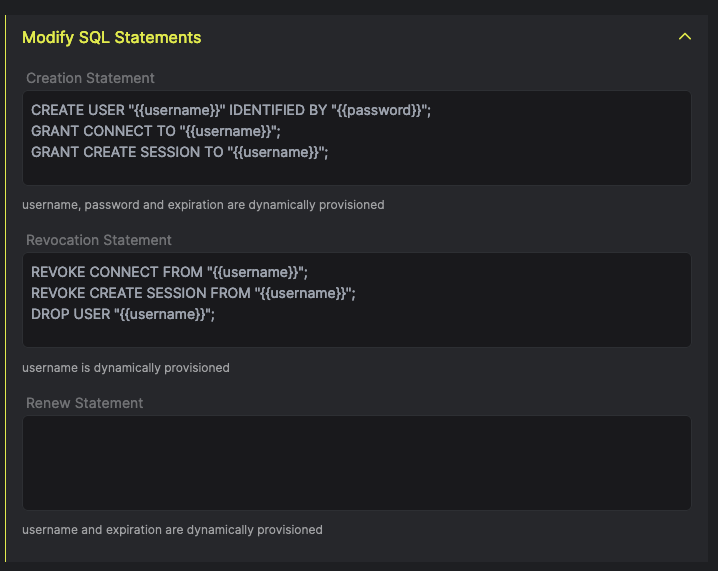 Modify SQL Statements
Creation Statement
CREATE USER "{{username}}" IDENTIFIED BY "{{password}}";
GRANT CONNECT TO "{{username}}";
GRANT CREATE SESSION TO "{{username}}";
username, password and expiration are dynamically provisioned
Revocation Statement
REVOKE CONNECT FROM "{{username}}";
REVOKE CREATE SESSION FROM "{{username}}";
DROP USER "{{username}}";
username is dynamically provisioned
Renew Statement
username and expiration are dynamically provisioned